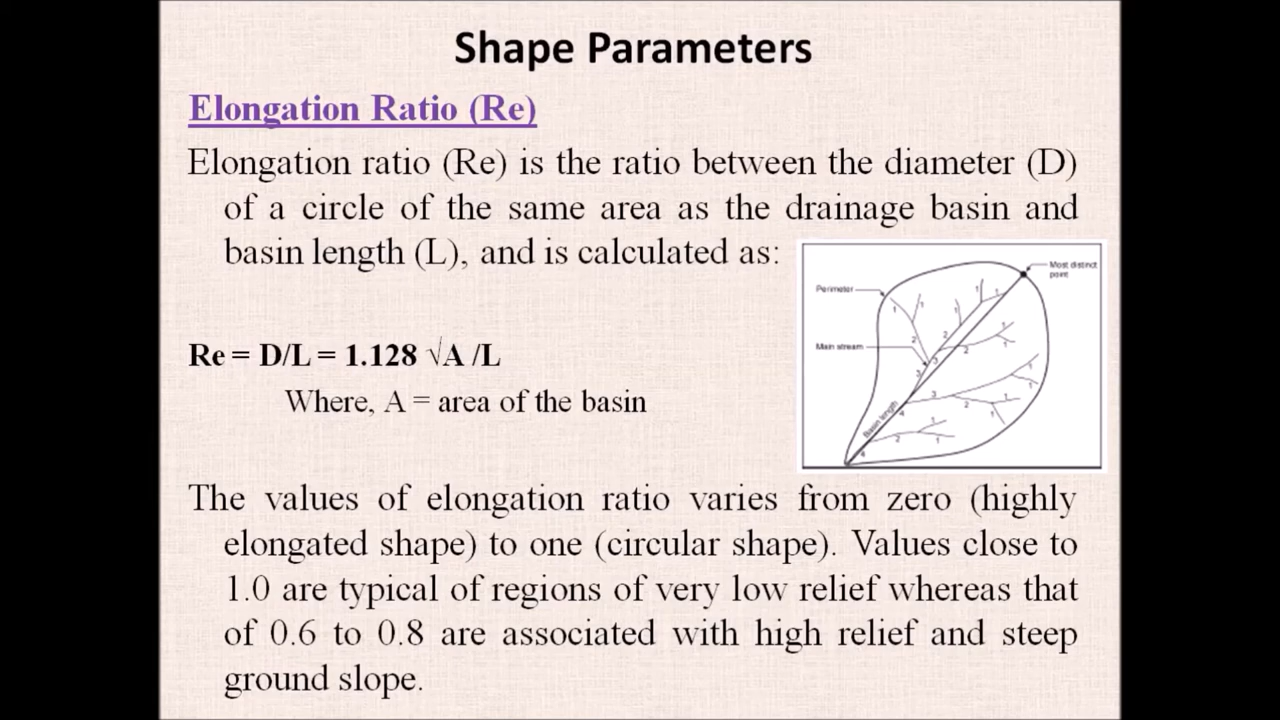 Shape Parameters
Elongation Ratio (Re)
Elongation ratio (Re) is the ratio between the diameter (D)
of a circle of the same area as the drainage basin and
basin length (L), and is calculated as:
Most distinct
point
Perimeter
Main stream
Basin length
Re = D/L = 1.128 √A /L
Where, A = area of the basin
The values of elongation ratio varies from zero (highly
elongated shape) to one (circular shape). Values close to
1.0 are typical of regions of very low relief whereas that
of 0.6 to 0.8 are associated with high relief and steep
ground slope.